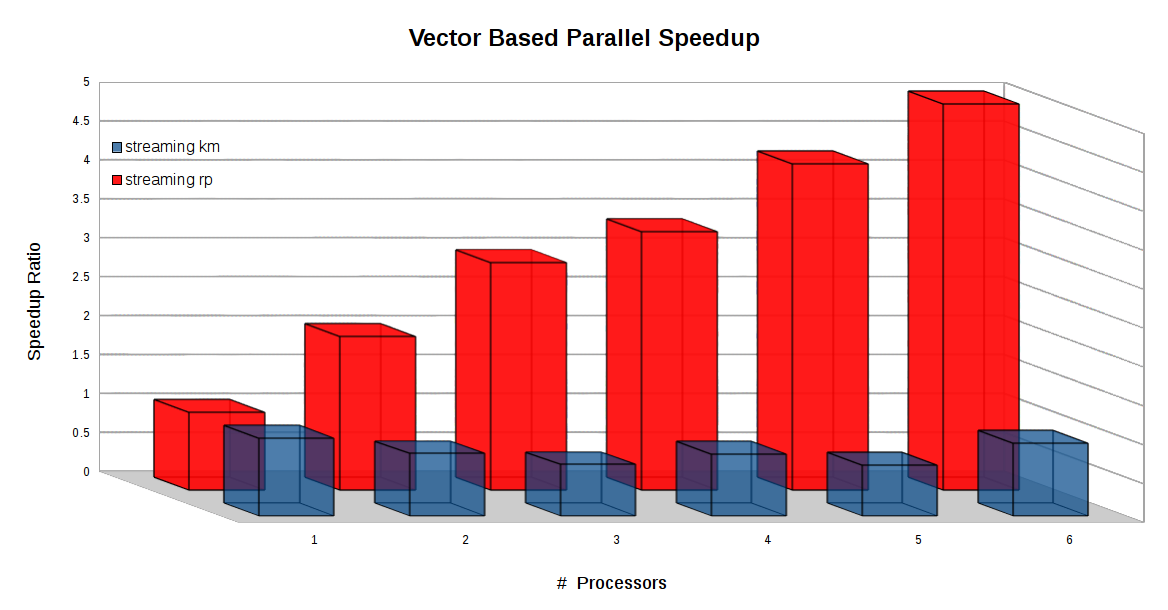 Vector Based Parallel Speedup
5
4.5
4
3.5
3
2.5
2
1.5
1
0.5
0
streaming km
streaming rp
Speedup Ratio
1 2 3 4 5 6
# Processors